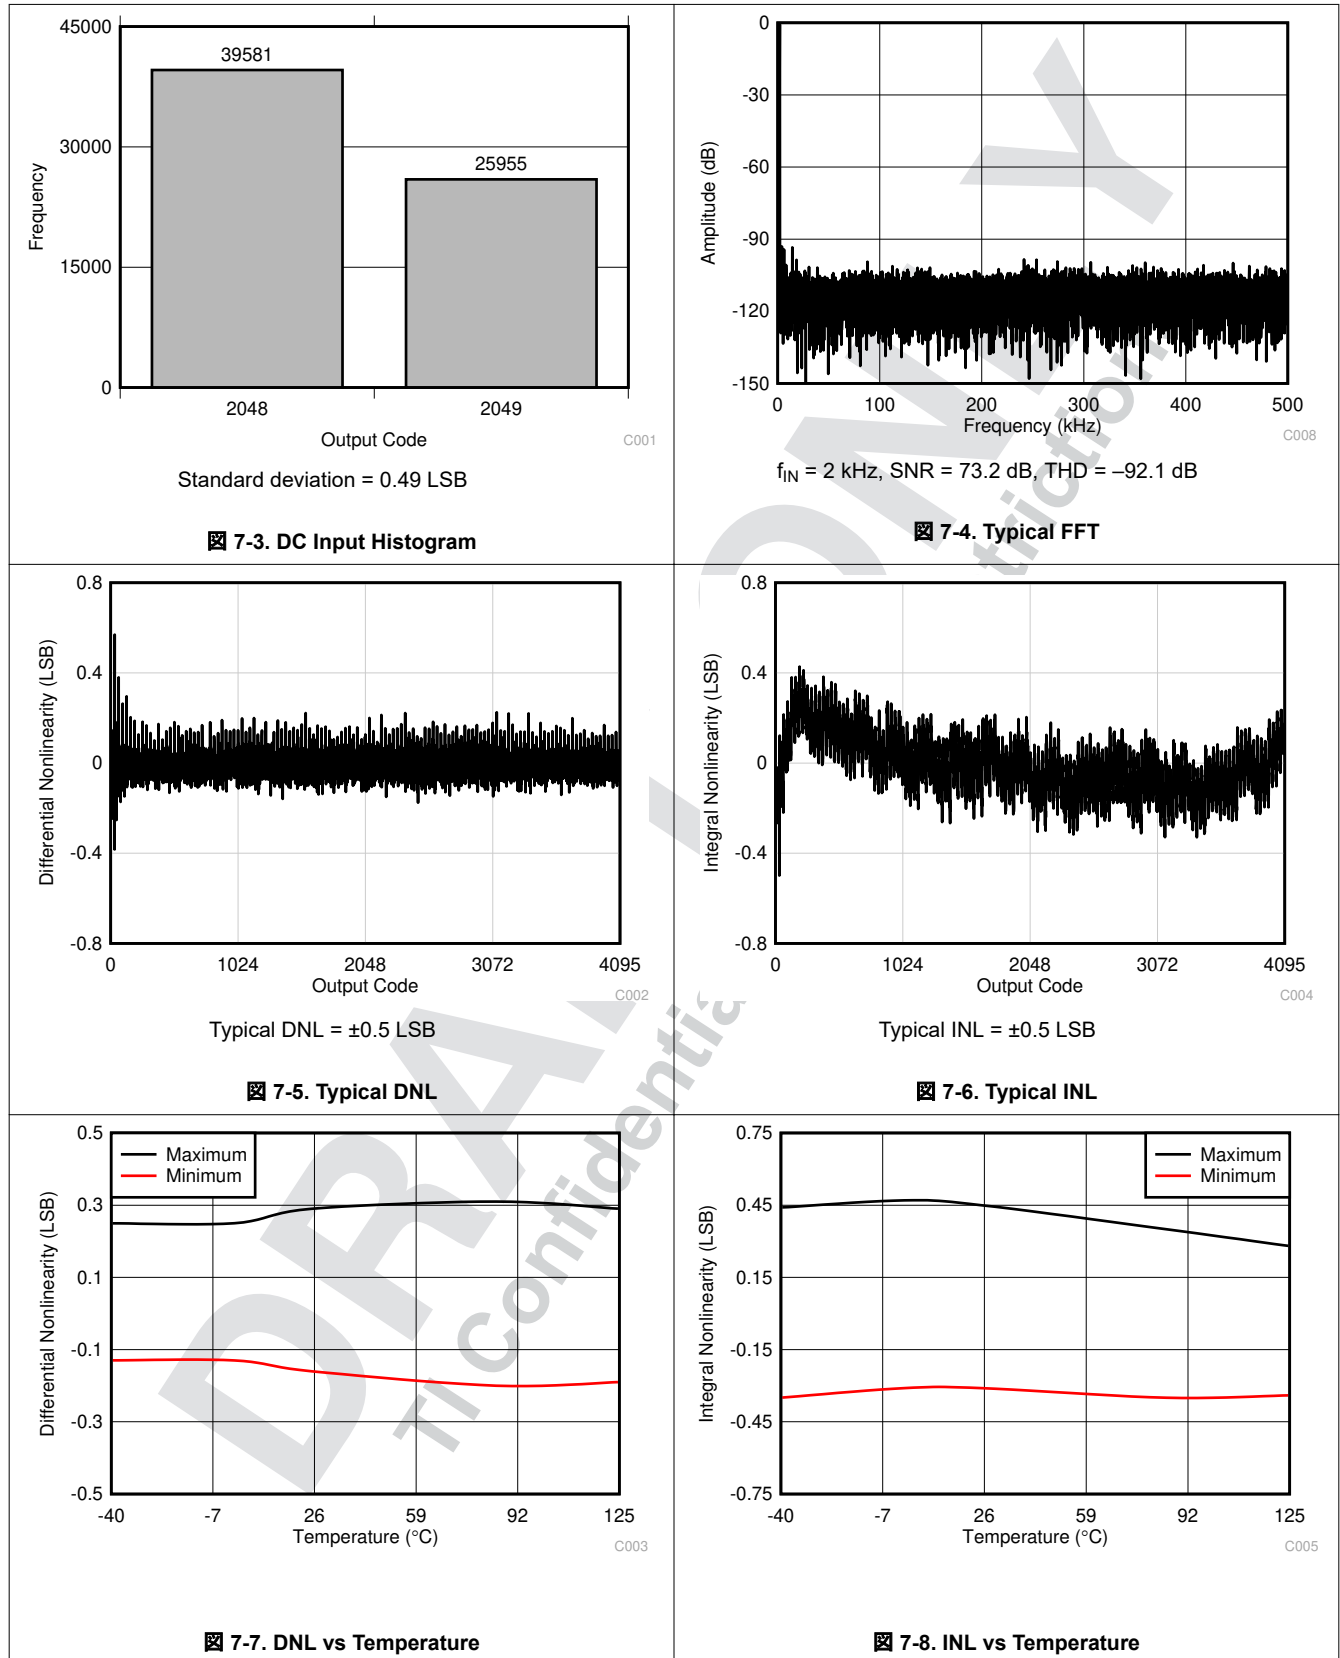 45000
30000
15000
0
Frequency
39581
25955
2048
2049
Output Code
C001
Standard deviation = 0.49 LSB
図 7-3. DC Input Histogram
0
-30
-60
-90
-120
-150
Amplitude (dB)
0
100
200
300
400
500
Frequency (kHz)
C008
fIN = 2 kHz, SNR = 73.2 dB, THD = –92.1 dB
図 7-4. Typical FFT
0.8
0.4
0
-0.4
-0.8
Differential Nonlinearity (LSB)
0
1024
2048
3072
4095
Output Code
C002
Typical DNL = ±0.5 LSB
図 7-5. Typical DNL
0.8
0.4
0
-0.4
-0.8
Integral Nonlinearity (LSB)
0
1024
2048
3072
4095
Output Code
C004
Typical INL = ±0.5 LSB
図 7-6. Typical INL
0.5
0.3
0.1
-0.1
-0.3
-0.5
Differential Nonlinearity (LSB)
Maximum
Minimum
-40
-7
26
59
92
125
Temperature (°C)
C003
図 7-7. DNL vs Temperature
0.75
0.45
0.15
-0.15
-0.45
-0.75
Integral Nonlinearity (LSB)
Maximum
Minimum
-40
-7
26
59
92
125
Temperature (°C)
C005
図 7-8. INL vs Temperature
TI Confidentia